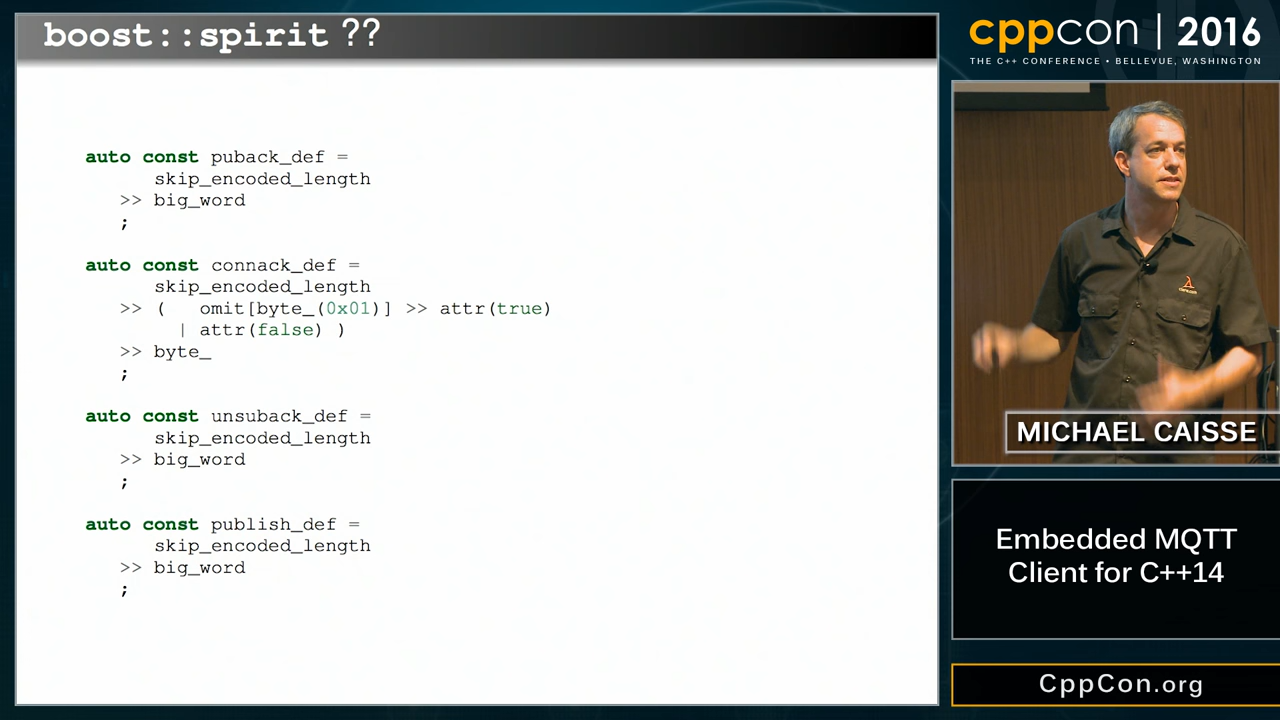 boost::spirit ??
auto const puback_def =
skip_encoded_length
>> big_word
;
auto const connack_def =
skip_encoded_length
>> ( omit[byte_(0x01)] >> attr(true)
| attr(false) )
>> byte_
;
auto const unsuback_def =
skip_encoded_length
>> big_word
;
auto const publish_def =
skip_encoded_length
>> big_word
;
cppcon | 2016
THE C++ CONFERENCE • BELLEVUE, WASHINGTON
MICHAEL CAISSE
Embedded MQTT
Client for C++14
CppCon.org